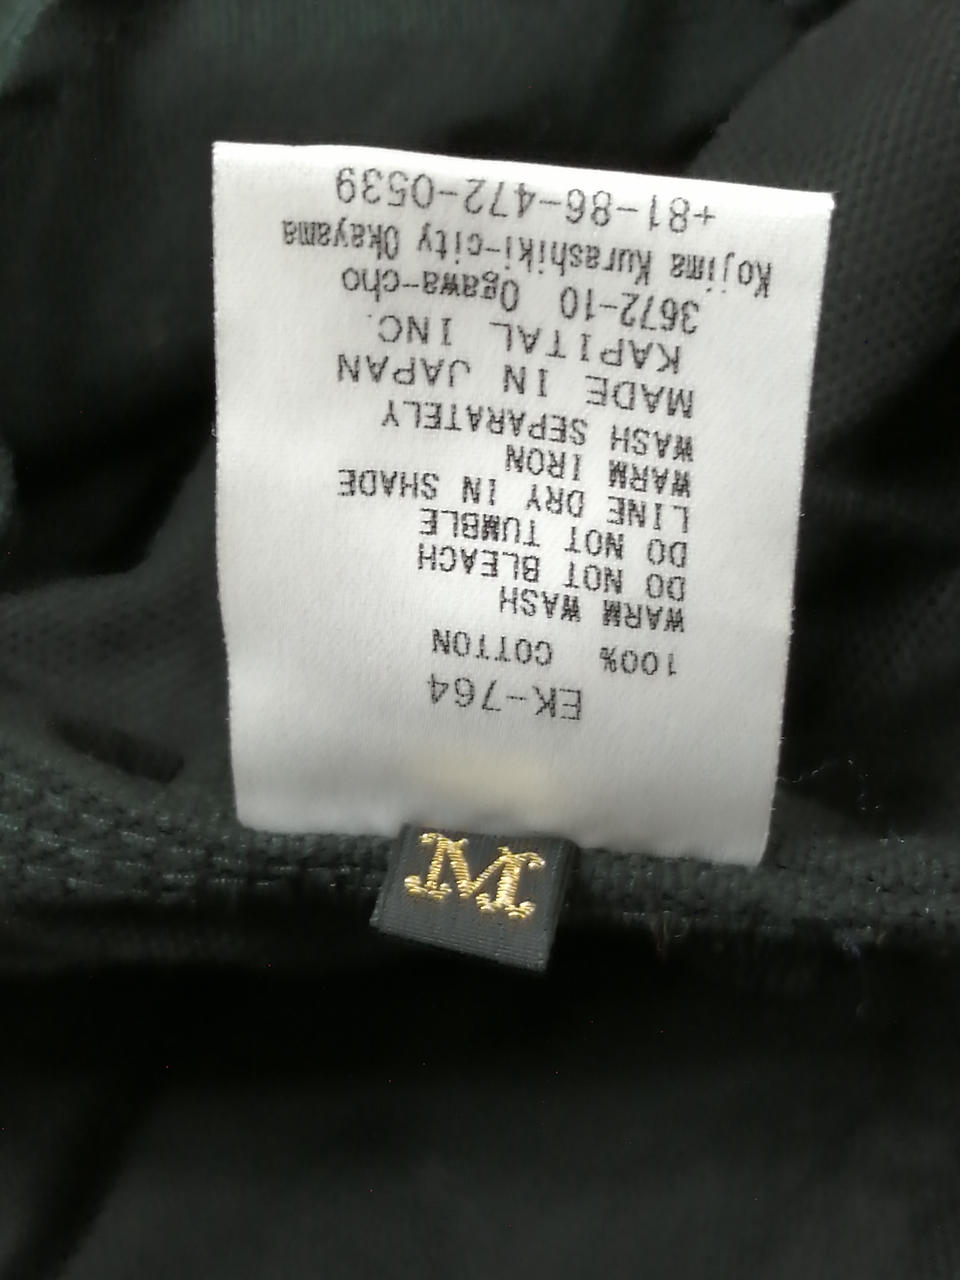 EK-764
100% COTTON
WARM WASH
DO NOT BLEACH
DO NOT TUMBLE
LINE DRY IN SHADE
WARM IRON
WASH SEPARATELY
MADE IN JAPAN
KAPITAL INC.
3672-10 Ogawa-cho
Kojima Kurashiki-city Okayama
+81-86-472-0539
M